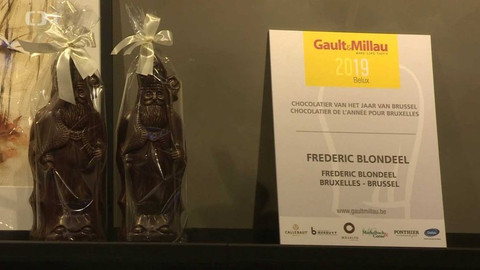 Gault&Millau
2019
Belux
CHOCOLATIER VAN HET JAAR VAN BRUSSEL
CHOCOLATIER DE L'ANNÉE POUR BRUXELLES
FREDERIC BLONDEEL
FREDERIC BLONDEEL
BRUXELLES - BRUSSEL
www.gaultmillau.be